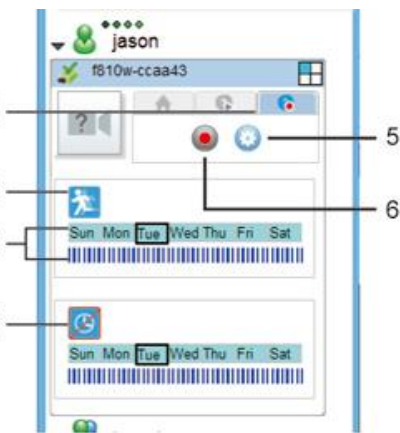 jason
f810w-ccaa43
?
5
6
Sun Mon Tue Wed Thu Fri Sat
Sun Mon Tue Wed Thu Fri Sat